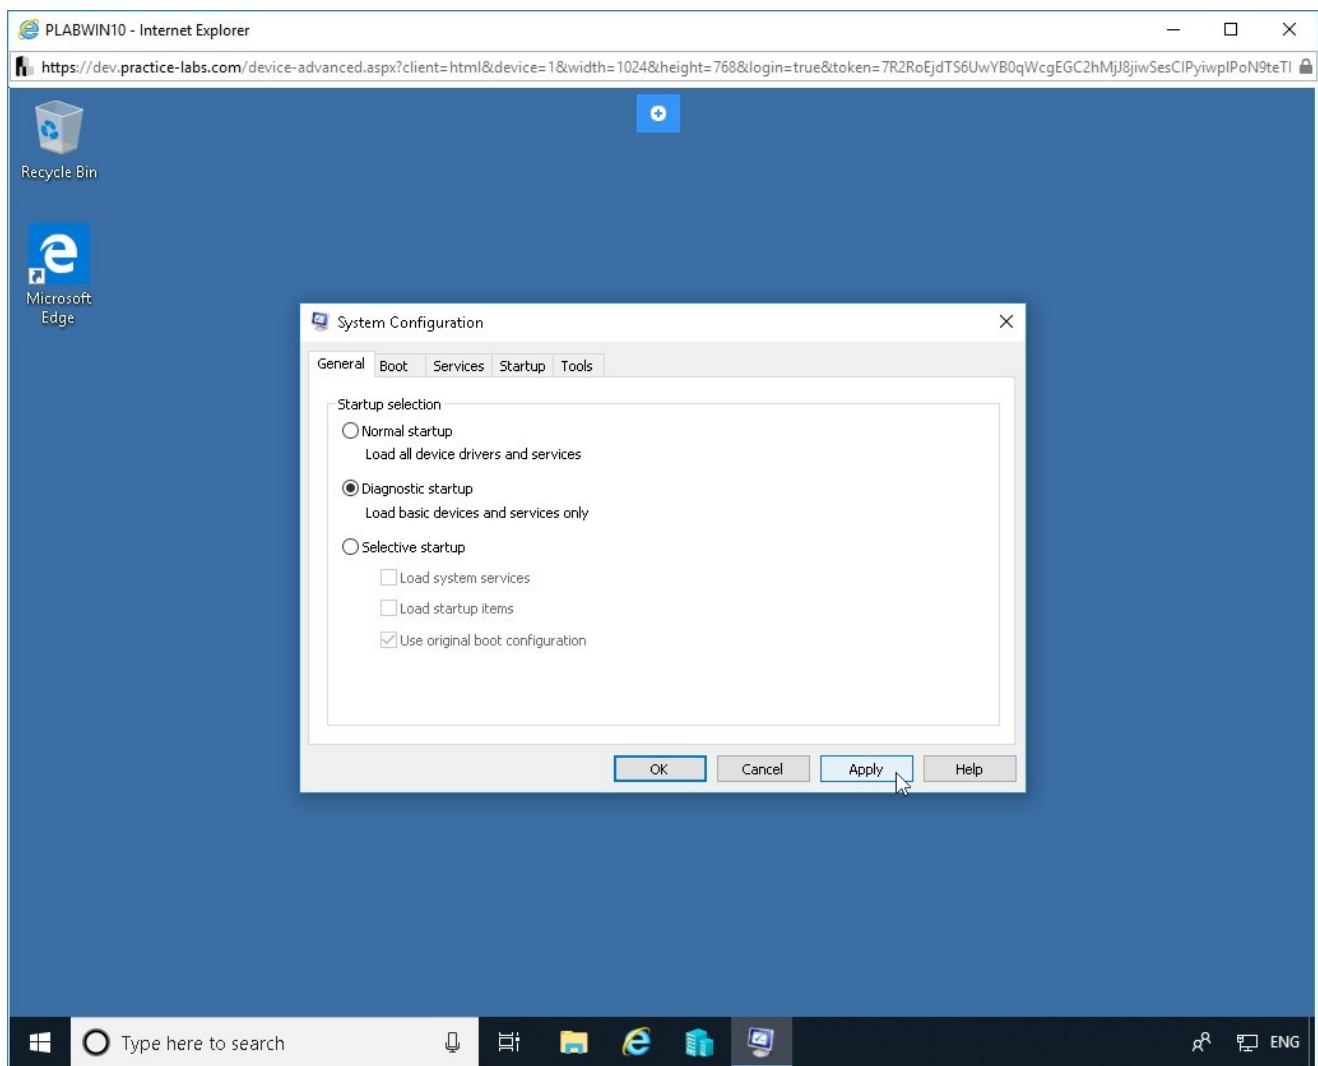 PLABWIN10 - Internet Explorer
https://dev.practice-labs.com/device-advanced.aspx?client=html&device=1&width=1024&height=768&login=true&token=7R2RoEjdTS6UwYB0qWcgEGC2hMjJ8jiwSesCIPyiwpIPoN9teTI
Recycle Bin
Microsoft
Edge
System Configuration
General Boot Services Startup Tools
Startup selection
Normal startup
Load all device drivers and services
Diagnostic startup
Load basic devices and services only
Selective startup
Load system services
Load startup items
Use original boot configuration
OK Cancel Apply Help
Type here to search
ENG